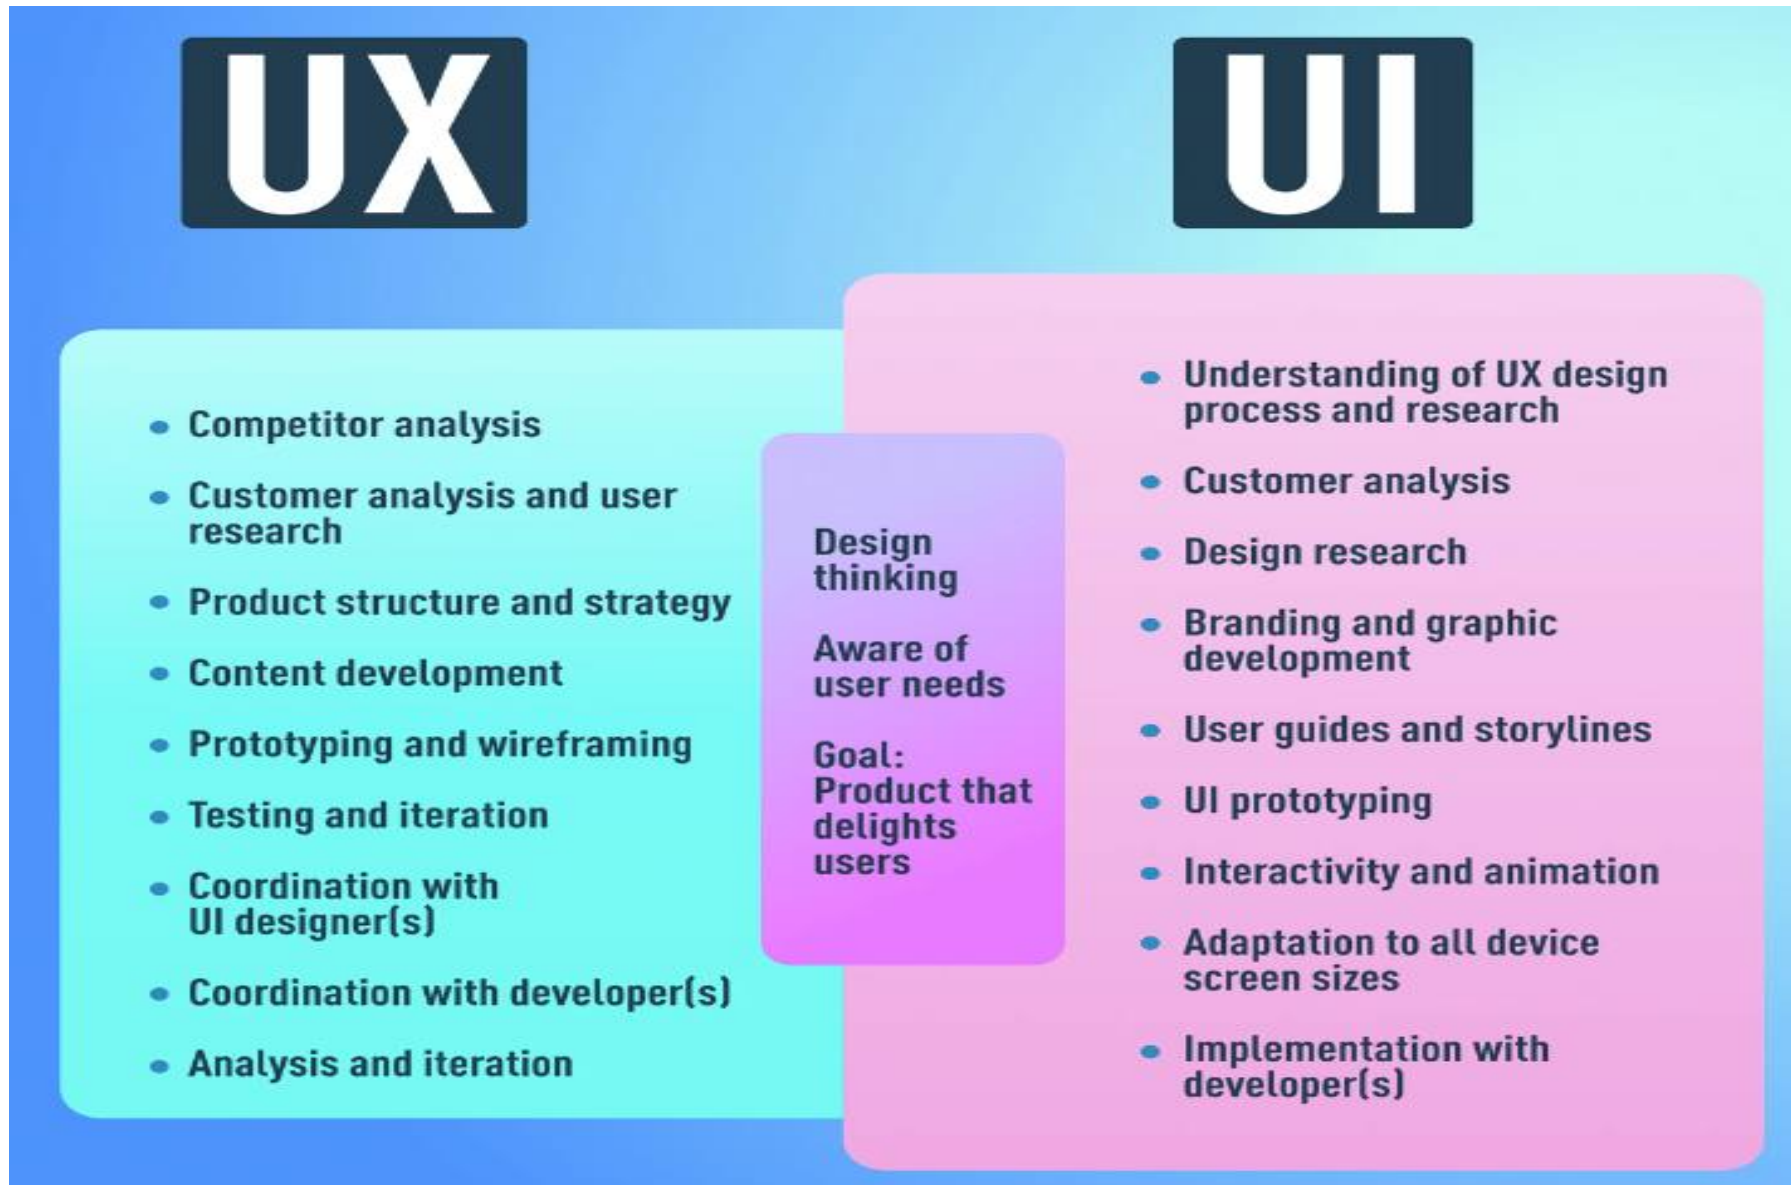 UX
UI
Competitor analysis
Customer analysis and user
research
Product structure and strategy
Content development
Prototyping and wireframing
Testing and iteration
Coordination with
UI designer(s)
Coordination with developer(s)
Analysis and iteration
Design
thinking
Aware of
user needs
Goal:
Product that
delights
users
Understanding of UX design
process and research
Customer analysis
Design research
Branding and graphic
development
User guides and storylines
UI prototyping
Interactivity and animation
Adaptation to all device
screen sizes
Implementation with
developer(s)